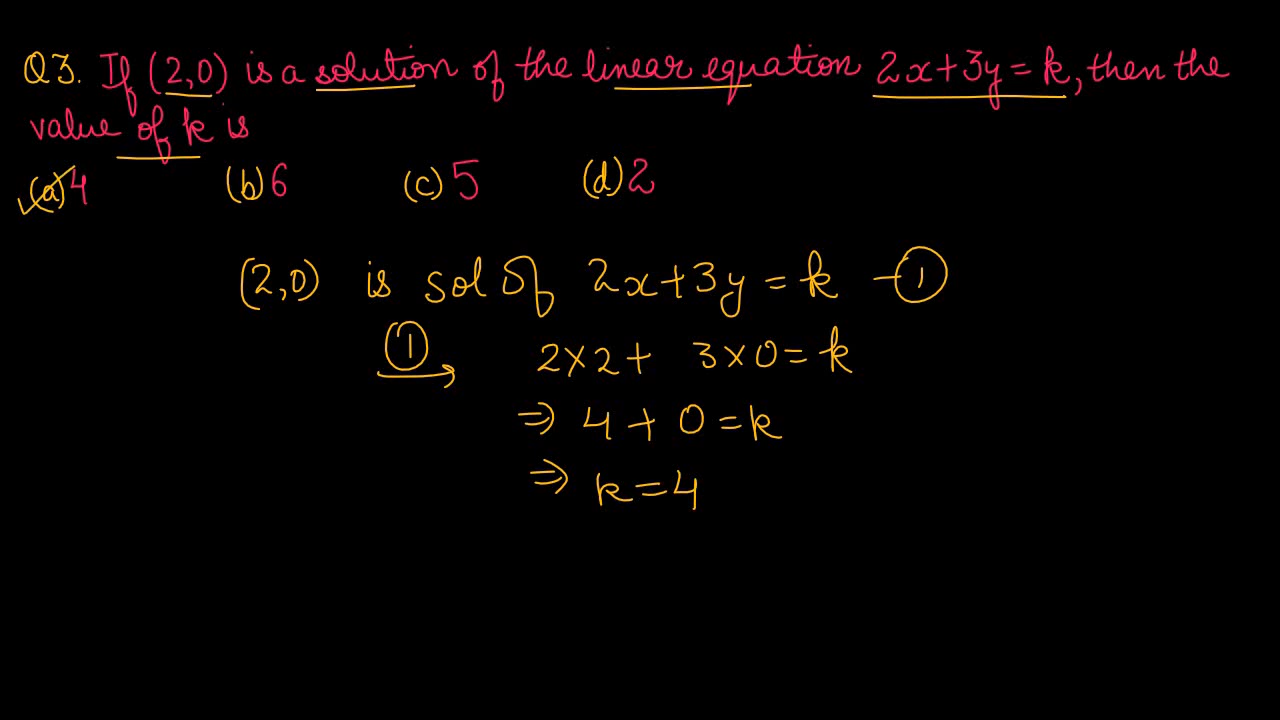 Q3. If (2,0) is a solution of the linear equation 2x+3y=k, then the
value of k is
(a) 4 (b) 6 (c) 5 (d) 2
(2,0) is sol of 2x+3y=k -①
① 2×2+ 3×0=k
⇒ 4+0=k
⇒ k=4